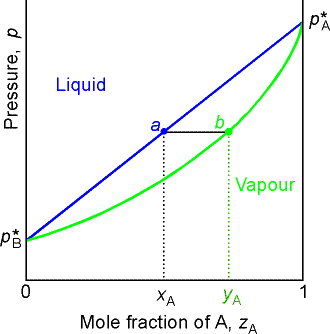 Pressure, p
p*A
Liquid
a
b
Vapour
p*B
0
xA
yA
1
Mole fraction of A, zA